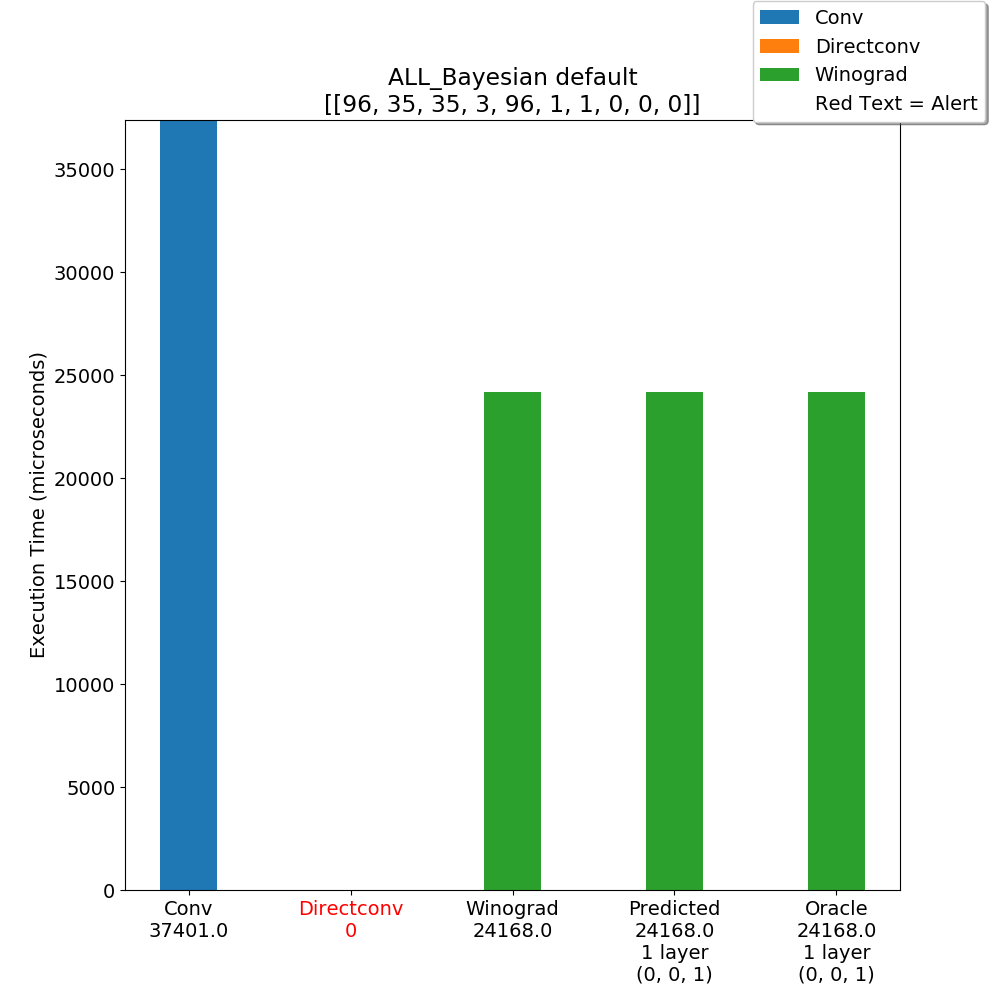 Conv
Directconv
Winograd
Red Text = Alert
ALL_Bayesian default
[[96, 35, 35, 3, 96, 1, 1, 0, 0, 0]]
Execution Time (microseconds)
35000
30000
25000
20000
15000
10000
5000
0
Conv
37401.0
Directconv
0
Winograd
24168.0
Predicted
24168.0
1 layer
(0, 0, 1)
Oracle
24168.0
1 layer
(0, 0, 1)